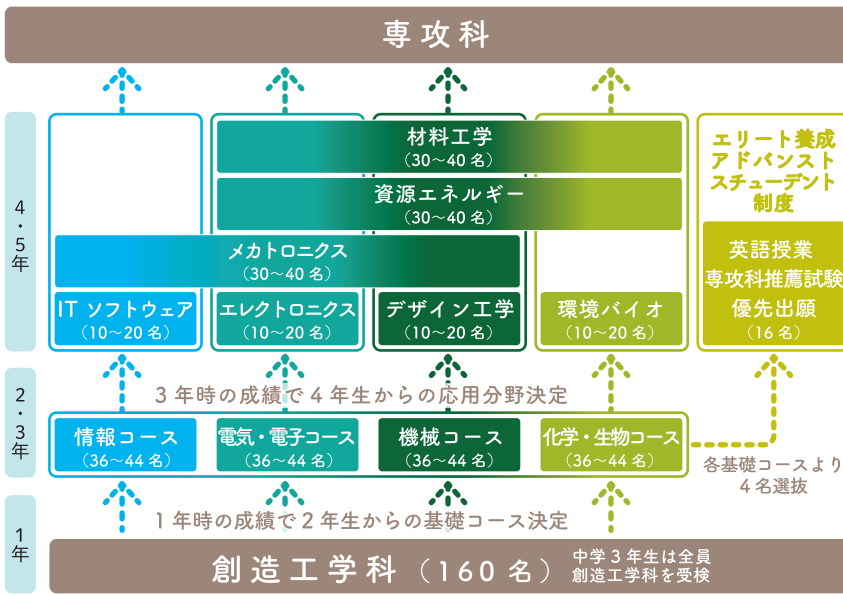 専攻科
4・5年
材料工学
（30〜40名）
資源エネルギー
（30〜40名）
メカトロニクス
（30〜40名）
ITソフトウェア
（10〜20名）
エレクトロニクス
（10〜20名）
デザイン工学
（10〜20名）
環境バイオ
（10〜20名）
エリート養成
アドバンスト
スチューデント
制度
英語授業
専攻科推薦試験
優先出願
（16名）
2・3年
3年時の成績で4年生からの応用分野決定
情報コース
（36〜44名）
電気・電子コース
（36〜44名）
機械コース
（36〜44名）
化学・生物コース
（36〜44名）
各基礎コースより
4名選抜
1年
1年時の成績で2年生からの基礎コース決定
創造工学科（160名）
中学3年生は全員
創造工学科を受検